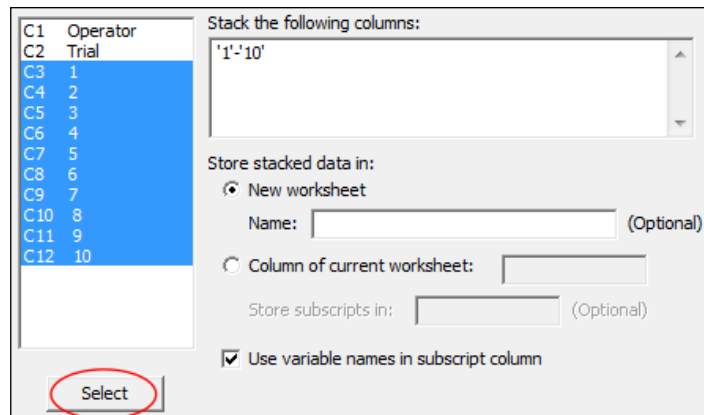 C1 Operator
C2 Trial
C3 1
C4 2
C5 3
C6 4
C7 5
C8 6
C9 7
C10 8
C11 9
C12 10
Select
Stack the following columns:
'1'-'10'
Store stacked data in:
New worksheet
Name: (Optional)
Column of current worksheet:
Store subscripts in: (Optional)
Use variable names in subscript column